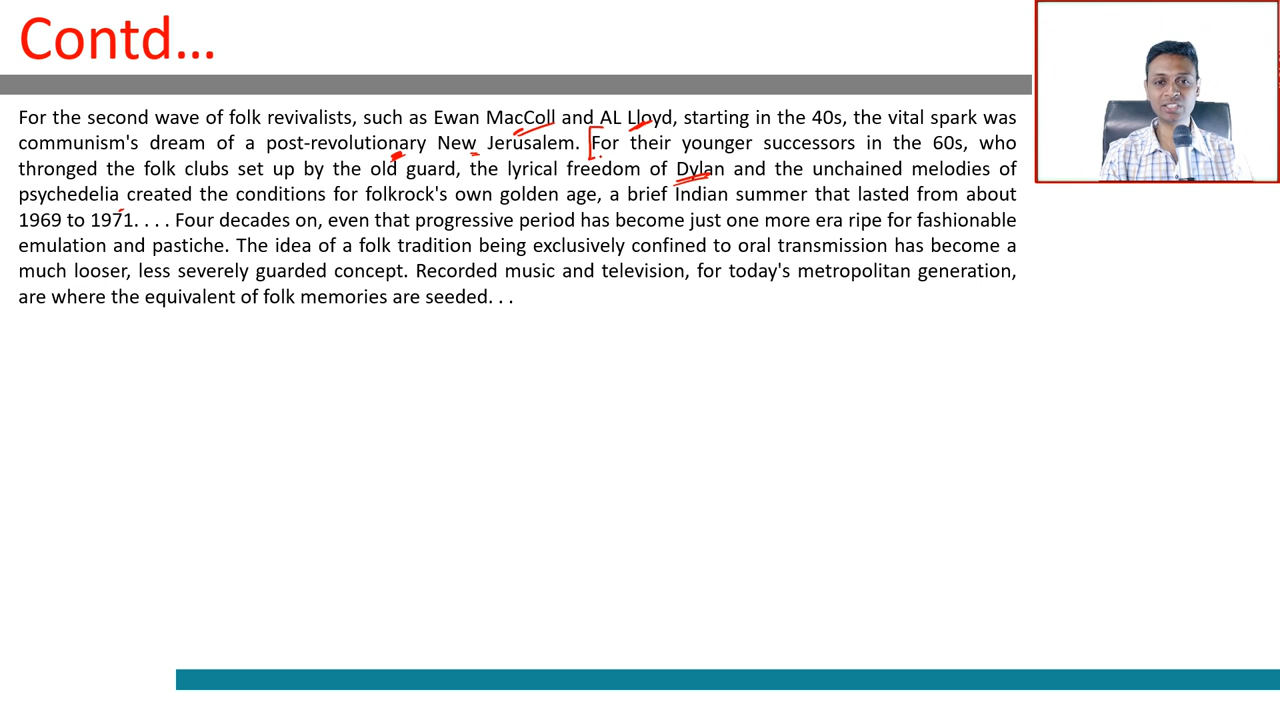 Contd...
For the second wave of folk revivalists, such as Ewan MacColl and AL Lloyd, starting in the 40s, the vital spark was
communism's dream of a post-revolutionary New Jerusalem. For their younger successors in the 60s, who
thronged the folk clubs set up by the old guard, the lyrical freedom of Dylan and the unchained melodies of
psychedelia created the conditions for folkrock's own golden age, a brief Indian summer that lasted from about
1969 to 1971. . . . Four decades on, even that progressive period has become just one more era ripe for fashionable
emulation and pastiche. The idea of a folk tradition being exclusively confined to oral transmission has become a
much looser, less severely guarded concept. Recorded music and television, for today's metropolitan generation,
are where the equivalent of folk memories are seeded. . .